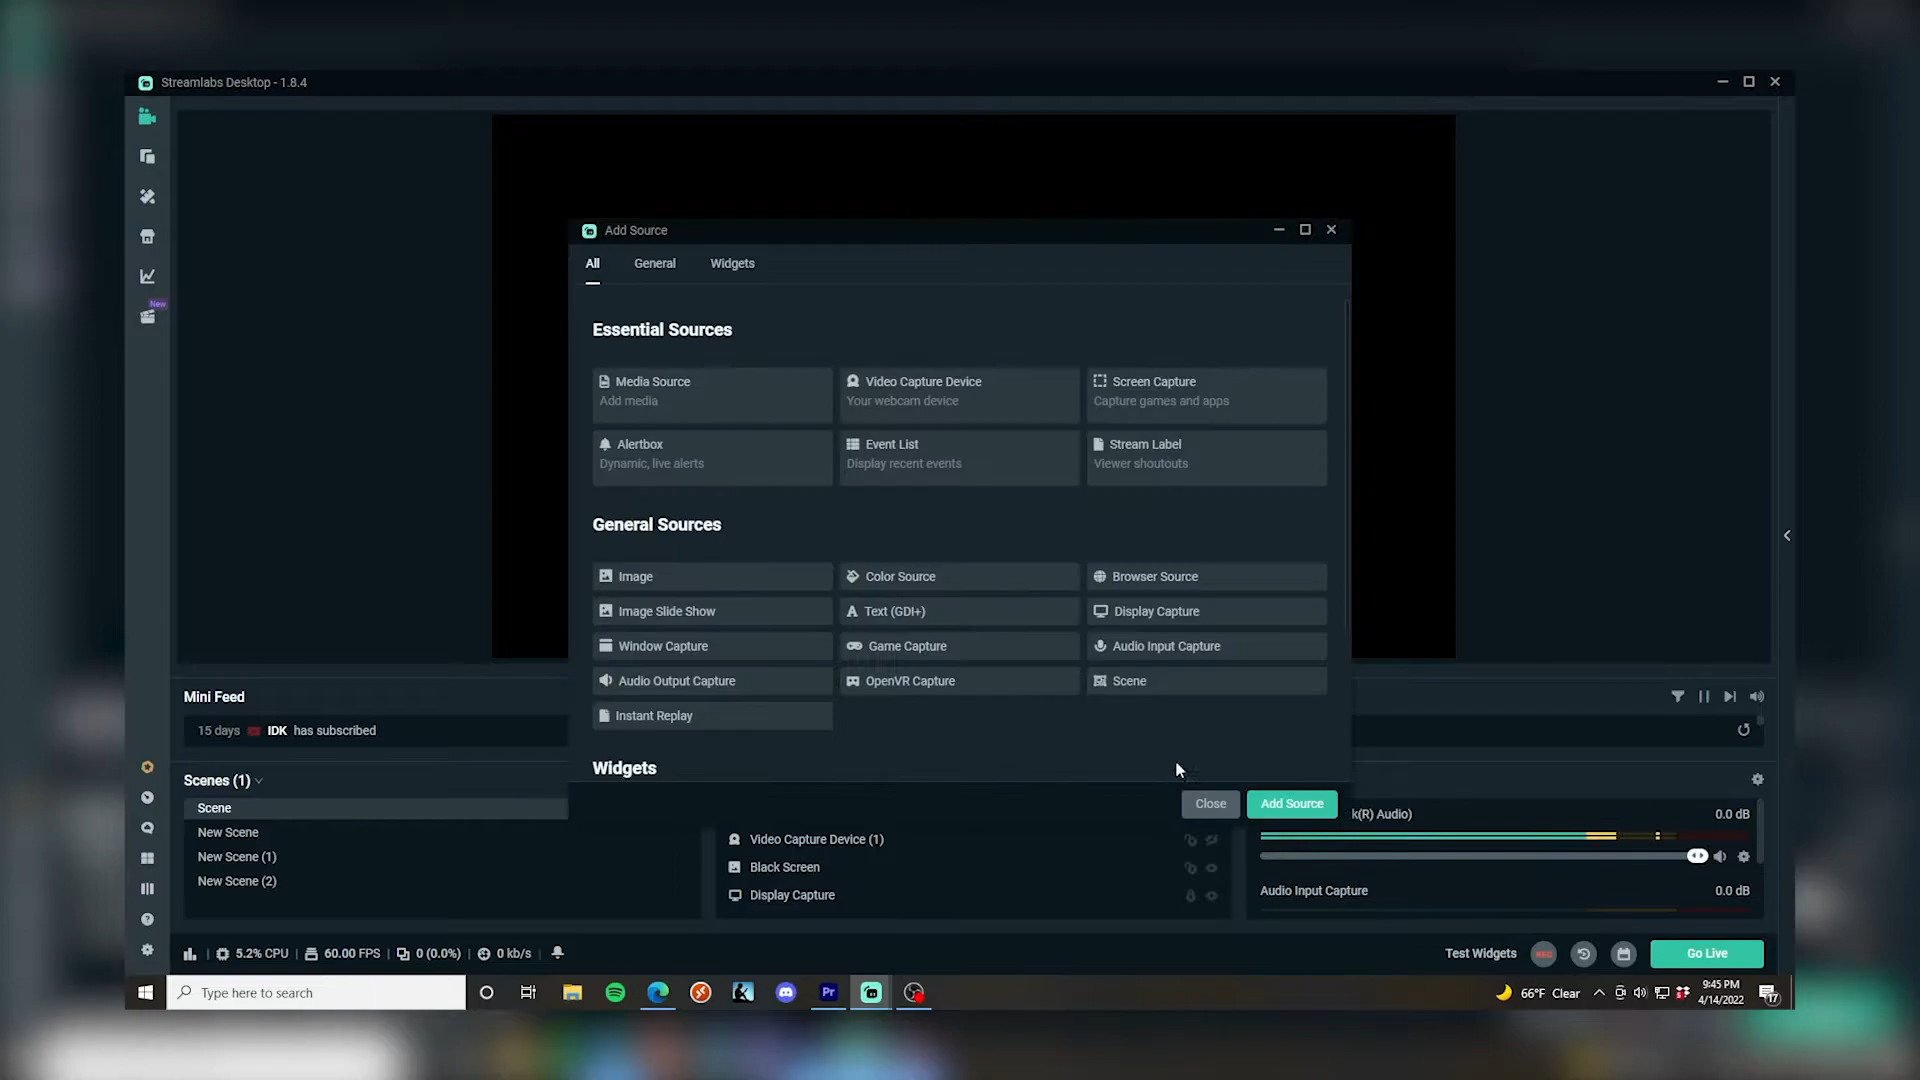 Streamlabs Desktop - 1.8.4
New
Add Source
All General Widgets
Essential Sources
Media Source
Add media
Video Capture Device
Your webcam device
Screen Capture
Capture games and apps
Alertbox
Dynamic, live alerts
Event List
Display recent events
Stream Label
Viewer shoutouts
General Sources
Image
Color Source
Browser Source
Image Slide Show
Text (GDI+)
Display Capture
Window Capture
Game Capture
Audio Input Capture
Audio Output Capture
OpenVR Capture
Scene
Instant Replay
Widgets
Close
Add Source
Mini Feed
15 days IDK has subscribed
Scenes (1)
Scene
New Scene
New Scene (1)
New Scene (2)
Video Capture Device (1)
Black Screen
Display Capture
k(R) Audio) 0.0 dB
Audio Input Capture 0.0 dB
5.2% CPU 60.00 FPS 0 (0.0%) 0 kb/s
Test Widgets
REC
Go Live
Type here to search
Pr
66°F Clear
9:45 PM
4/14/2022
17